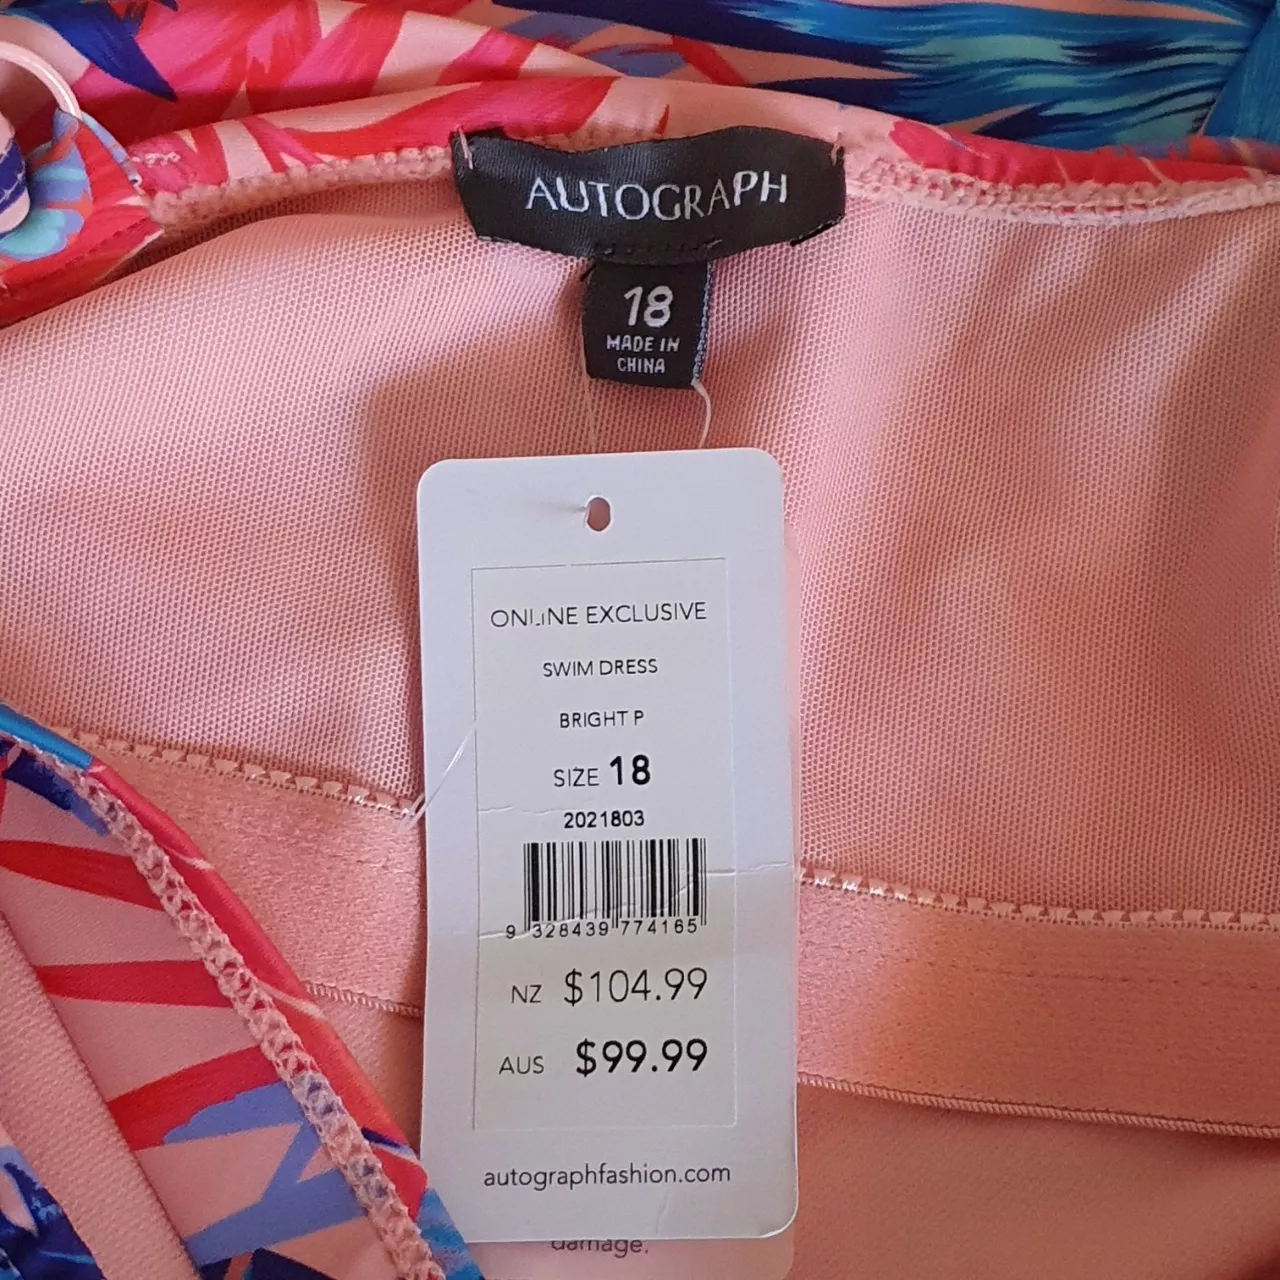 AUTOGRAPH
18
MADE IN
CHINA
ONLINE EXCLUSIVE
SWIM DRESS
BRIGHT P
SIZE 18
2021803
9 328439 774165
NZ $104.99
AUS $99.99
autographfashion.com
damage.